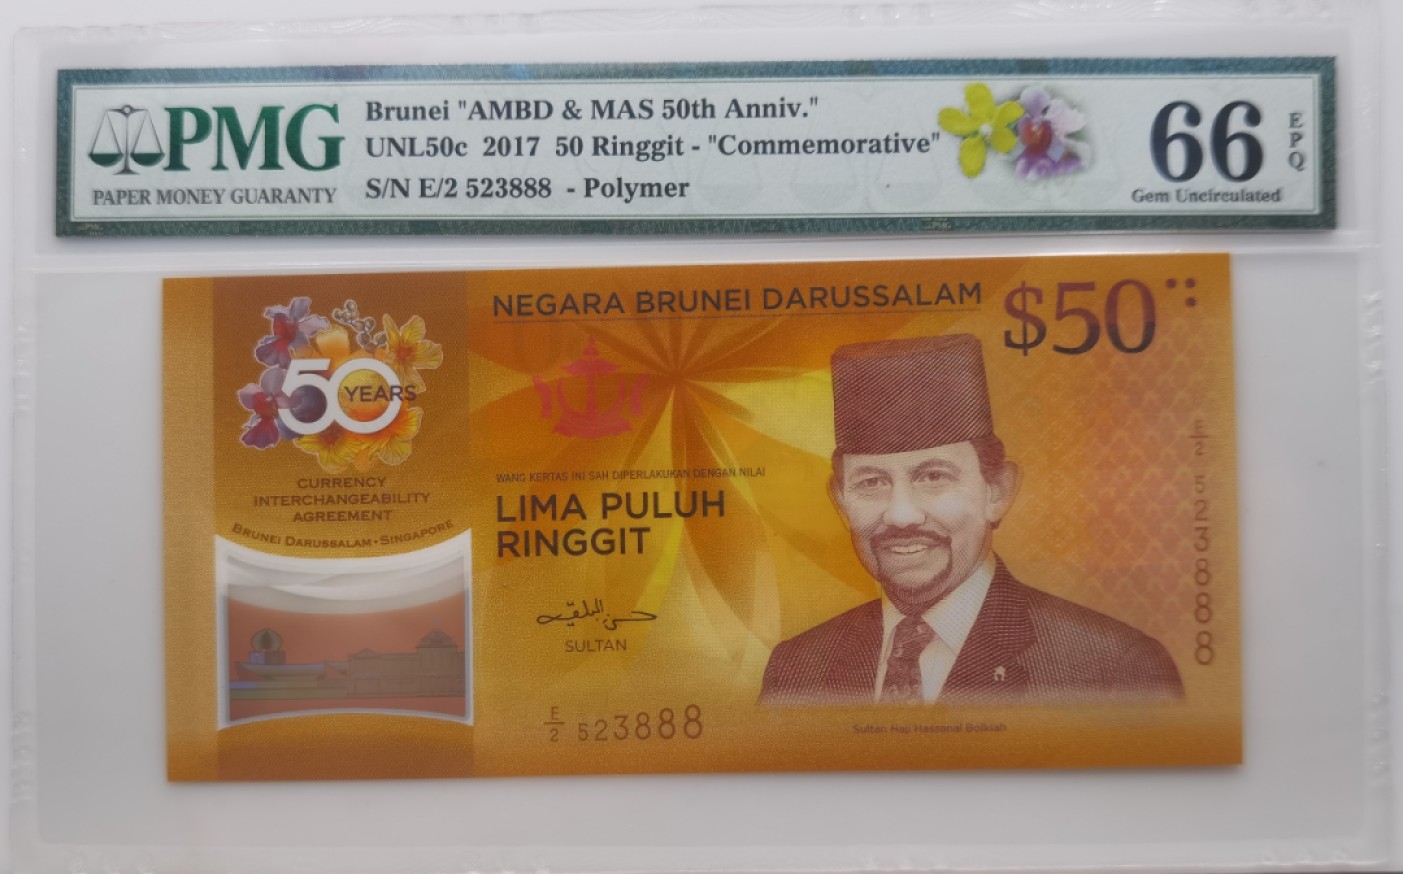 PMG
PAPER MONEY GUARANTY
Brunei "AMBD & MAS 50th Anniv."
UNL50c 2017 50 Ringgit - "Commemorative"
S/N E/2 523888 - Polymer
66
EPQ
Gem Uncirculated
NEGARA BRUNEI DARUSSALAM
$50
50
YEARS
CURRENCY
INTERCHANGEABILITY
AGREEMENT
BRUNEI DARUSSALAM • SINGAPORE
WANG KERTAS INI SAH DIPERLAKUKAN DENGAN NILAI
LIMA PULUH
RINGGIT
SULTAN
E/2 523888
E/2 523888
Sultan Haji Hassanal Bolkiah